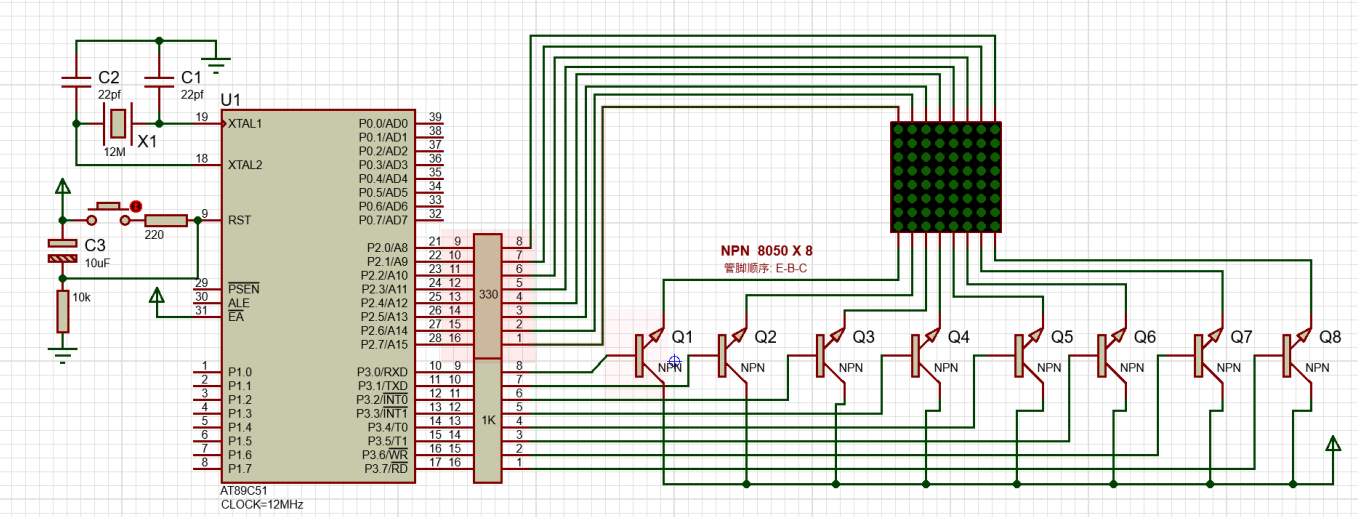 C2
22pf
C1
22pf
X1
12M
U1
19
XTAL1
18
XTAL2
9
RST
220
C3
10uF
10k
29
PSEN
30
ALE
31
EA
1
P1.0
2
P1.1
3
P1.2
4
P1.3
5
P1.4
6
P1.5
7
P1.6
8
P1.7
P0.0/AD0
39
P0.1/AD1
38
P0.2/AD2
37
P0.3/AD3
36
P0.4/AD4
35
P0.5/AD5
34
P0.6/AD6
33
P0.7/AD7
32
P2.0/A8
21
9
8
P2.1/A9
22
10
7
P2.2/A10
23
11
6
P2.3/A11
24
12
5
P2.4/A12
25
13
4
P2.5/A13
26
14
3
P2.6/A14
27
15
2
P2.7/A15
28
16
1
330
P3.0/RXD
10
9
8
P3.1/TXD
11
10
7
P3.2/INT0
12
11
6
P3.3/INT1
13
12
5
P3.4/T0
14
13
4
P3.5/T1
15
14
3
P3.6/WR
16
15
2
P3.7/RD
17
16
1
1K
AT89C51
CLOCK=12MHz
NPN 8050 X 8
管脚顺序: E-B-C
Q1
NPN
Q2
NPN
Q3
NPN
Q4
NPN
Q5
NPN
Q6
NPN
Q7
NPN
Q8
NPN